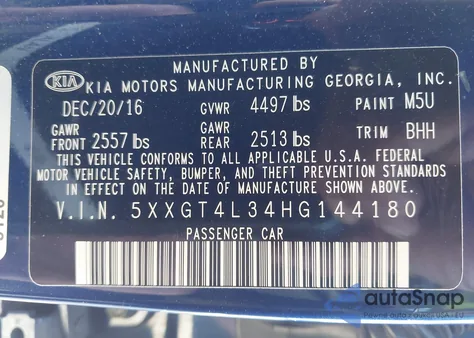 MANUFACTURED BY
KIA KIA MOTORS MANUFACTURING GEORGIA, INC.
DEC/20/16 GVWR 4497 lbs PAINT M5U
GAWR FRONT 2557 lbs GAWR REAR 2513 lbs TRIM BHH
THIS VEHICLE CONFORMS TO ALL APPLICABLE U.S.A. FEDERAL
MOTOR VEHICLE SAFETY, BUMPER, AND THEFT PREVENTION STANDARDS
IN EFFECT ON THE DATE OF MANUFACTURE SHOWN ABOVE.
V.I.N. 5XXGT4L34HG144180
PASSENGER CAR
autoSnap